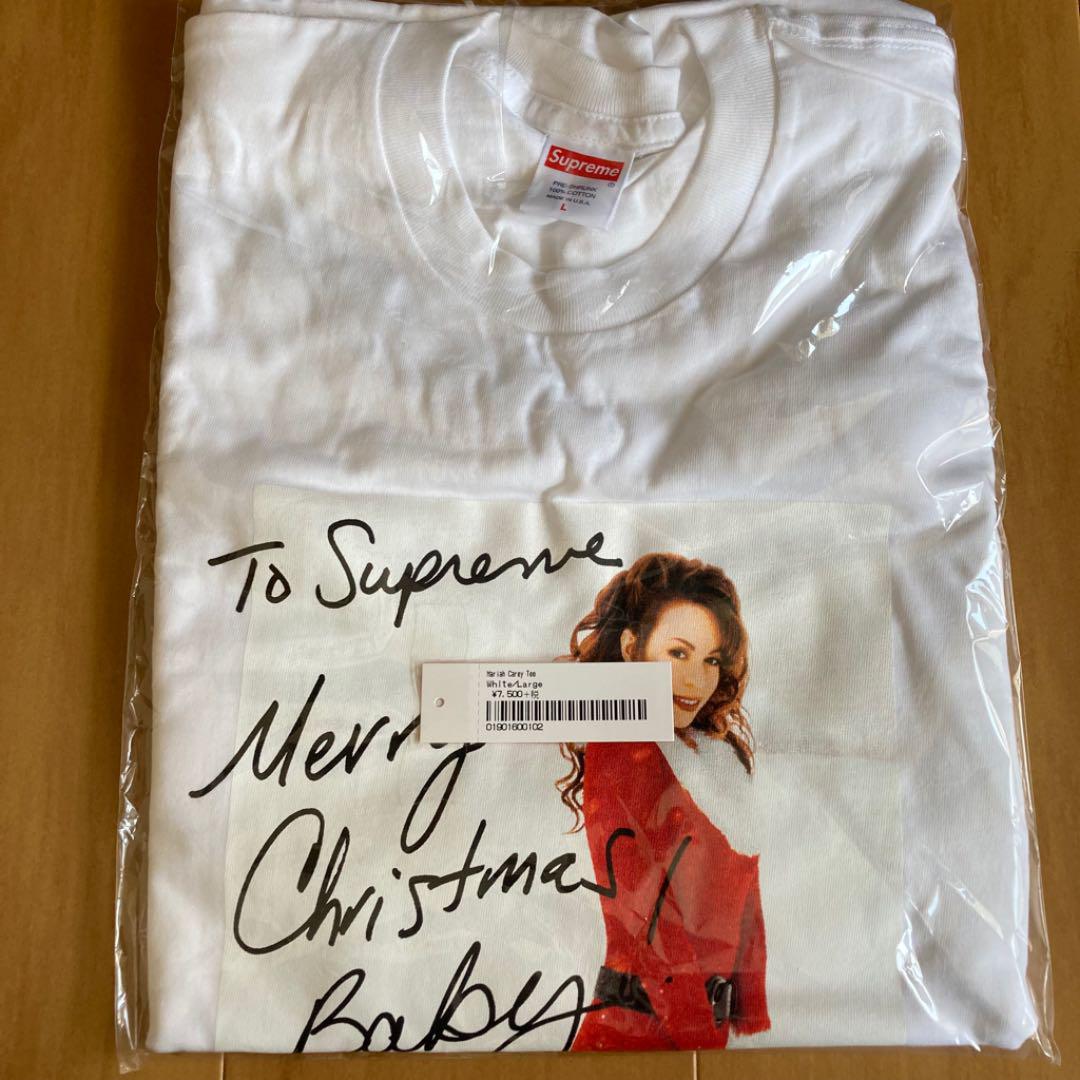 Supreme
®
PRE-SHRUNK
100% COTTON
MADE IN U.S.A.
L
To Supreme
Mariah Carey Tee
White/Large
¥7,500+税
01901600102
Merry
Christmas/
Baby